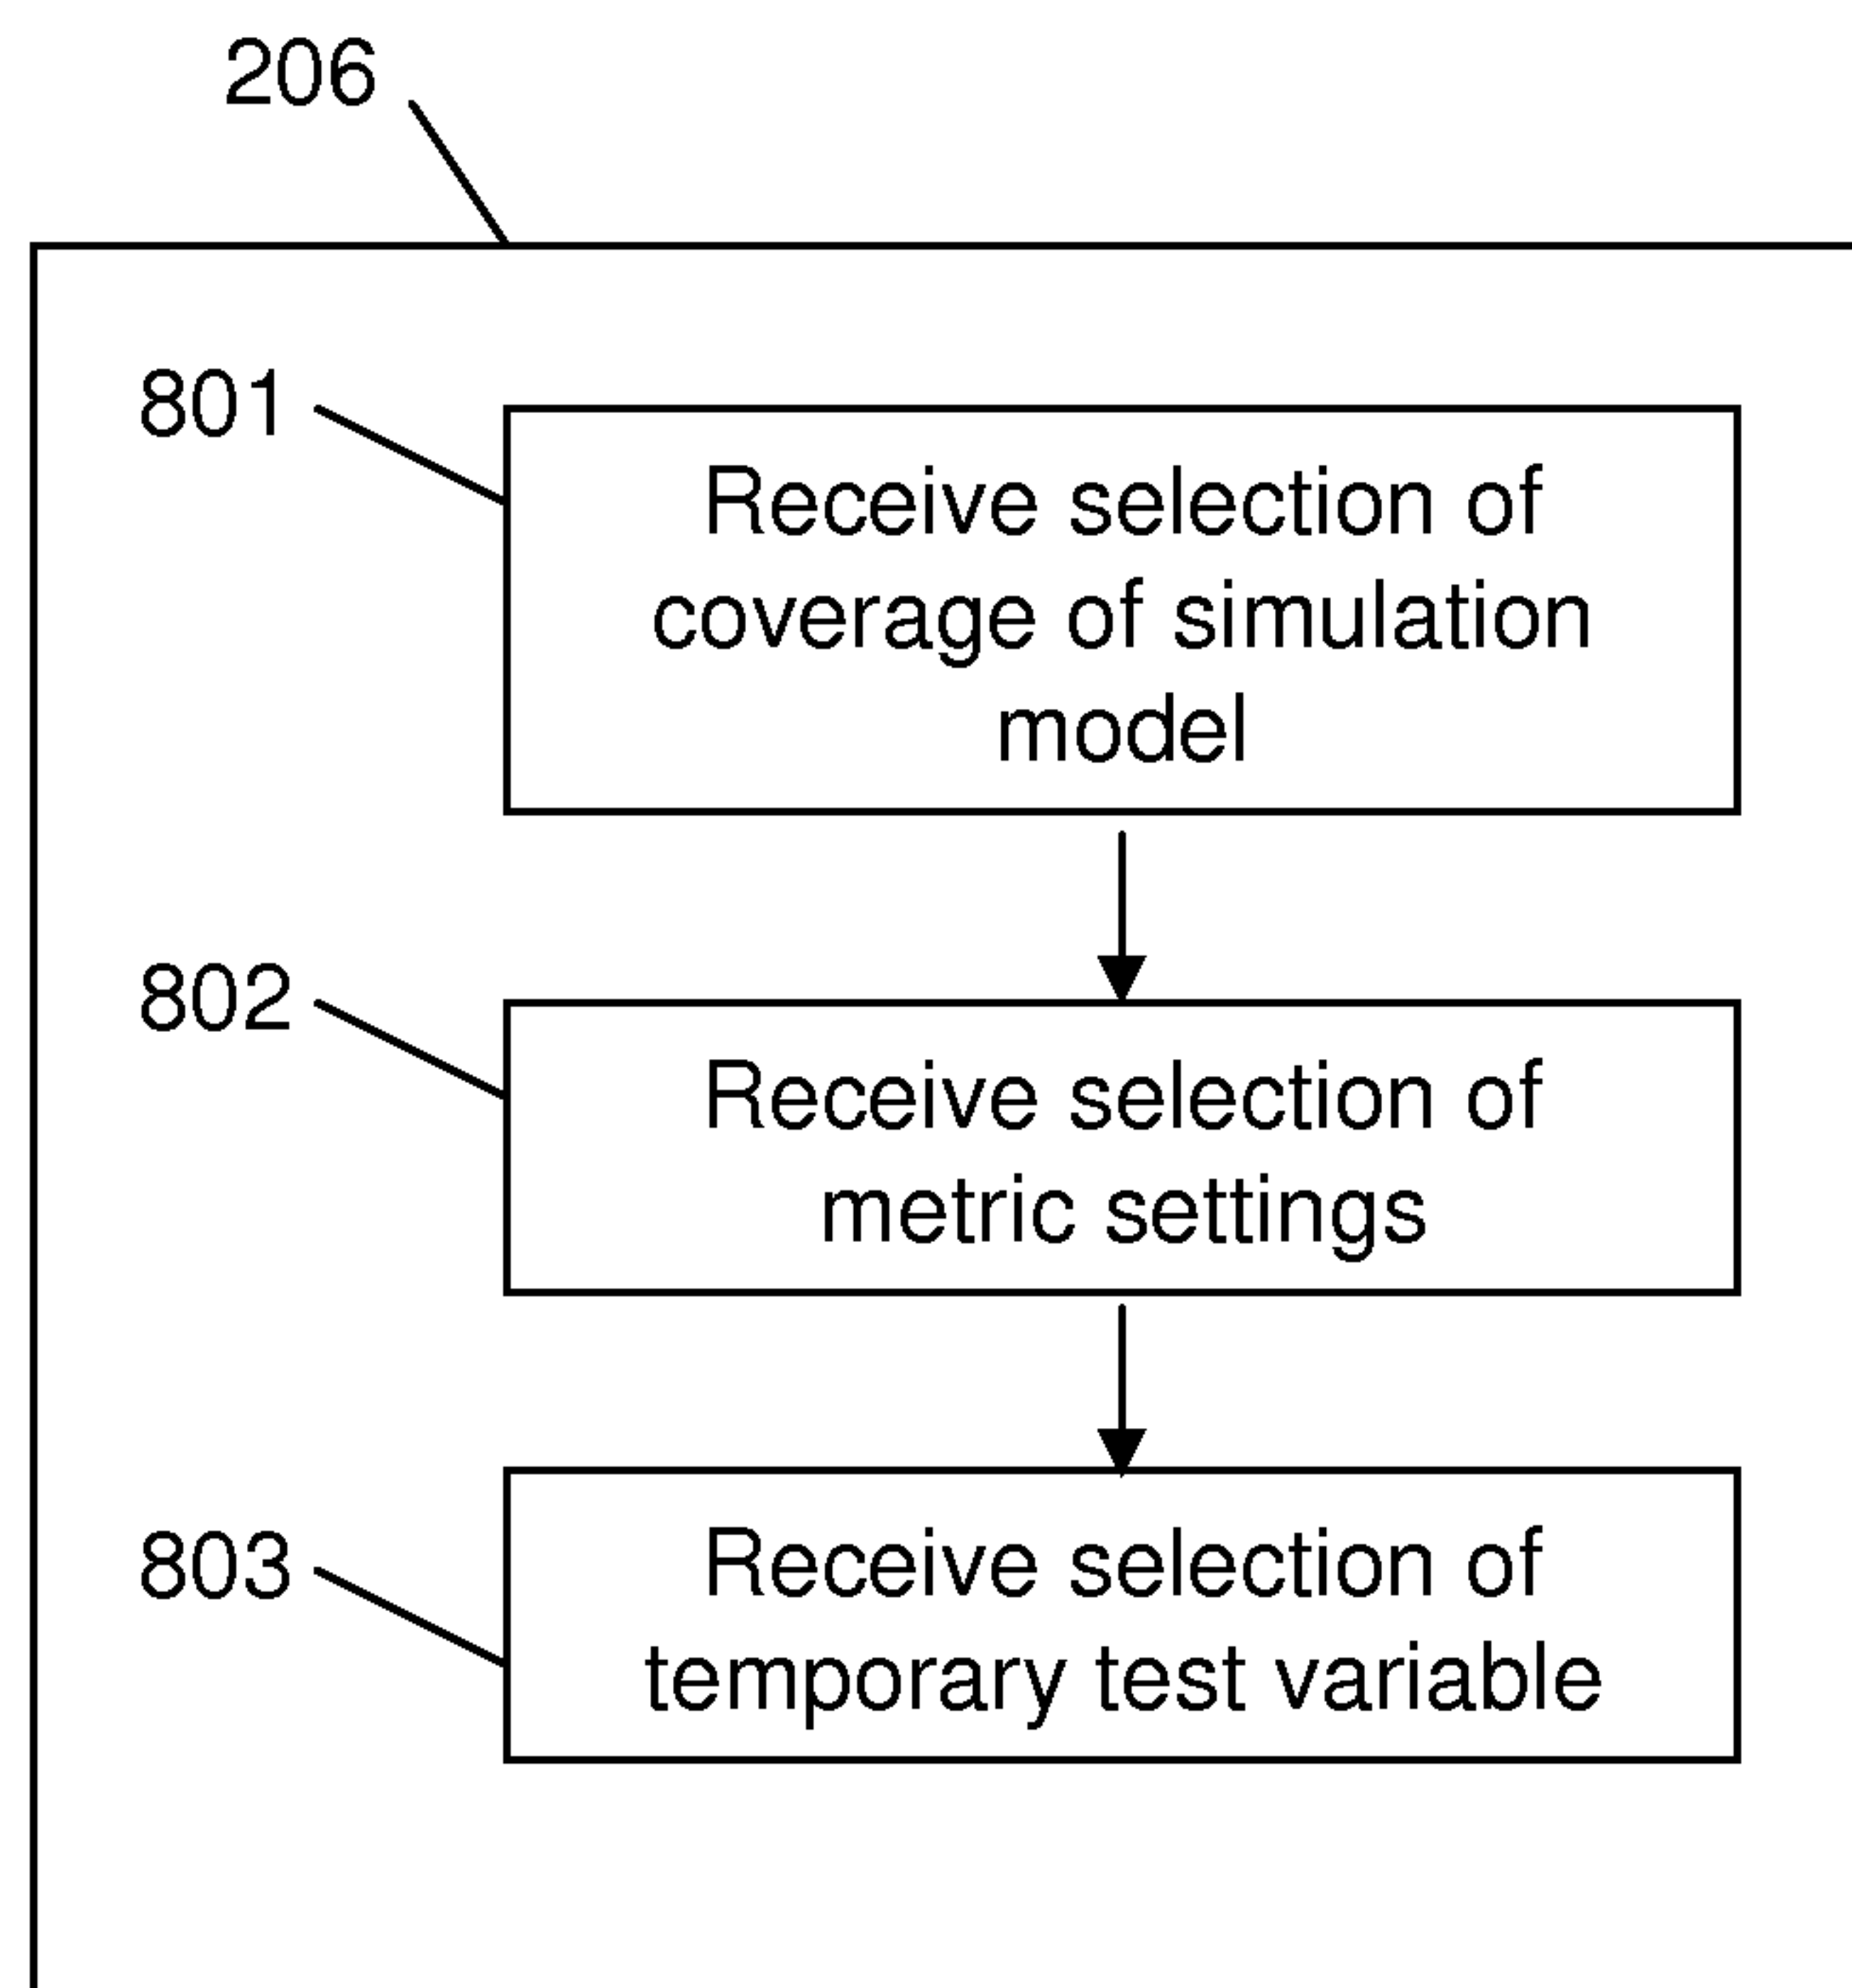 206
801
Receive selection of
coverage of simulation
model
802
Receive selection of
metric settings
803
Receive selection of
temporary test variable